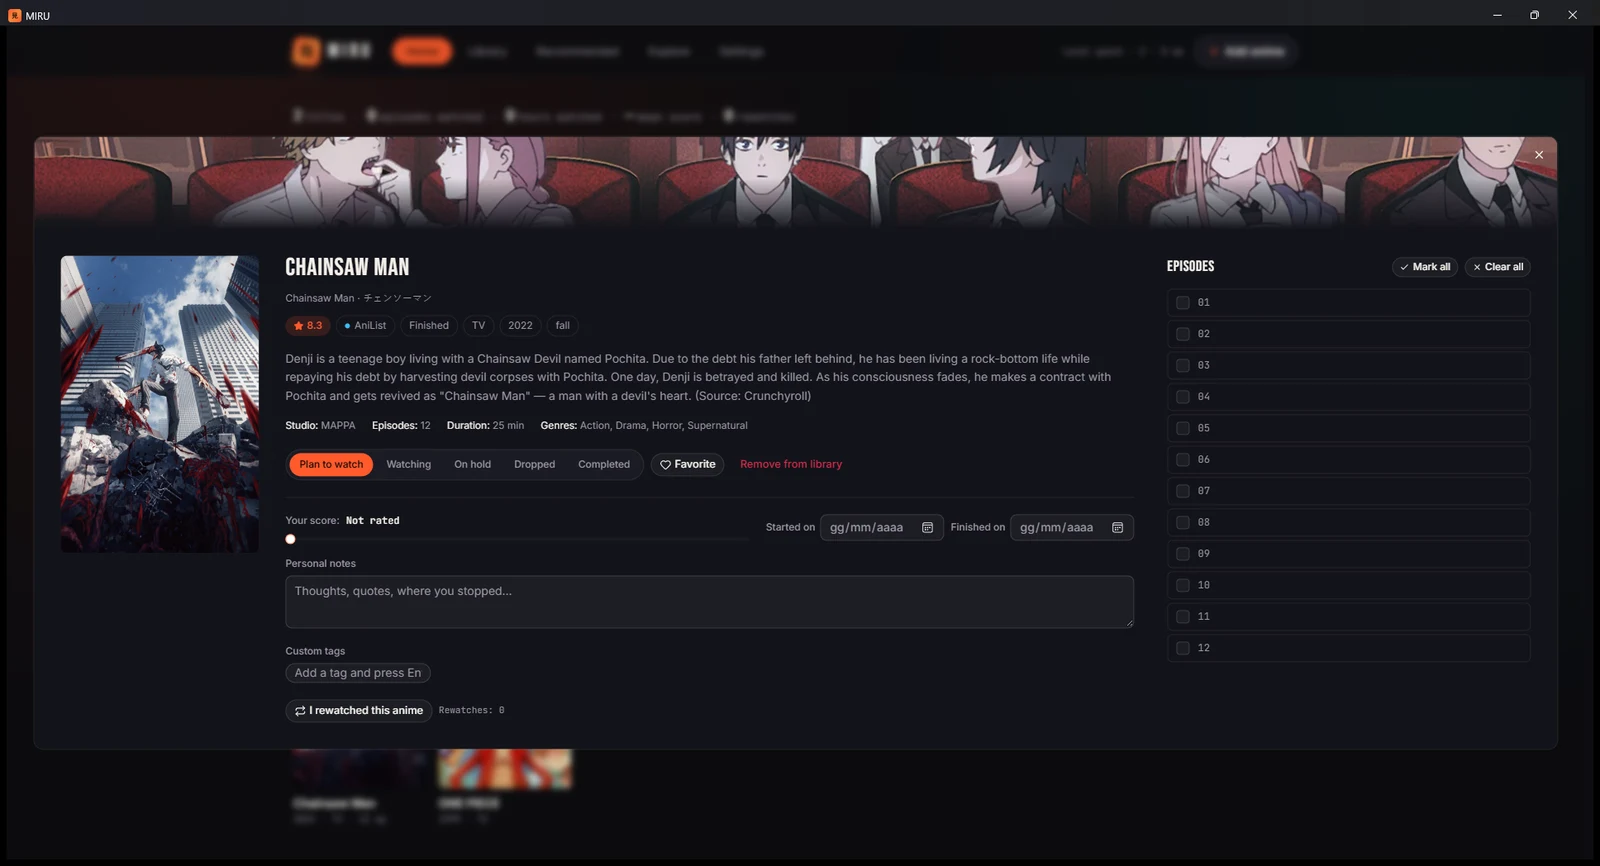 MIRU
CHAINSAW MAN
Chainsaw Man · チェンソーマン
8.3 AniList Finished TV 2022 fall
Denji is a teenage boy living with a Chainsaw Devil named Pochita. Due to the debt his father left behind, he has been living a rock-bottom life while
repaying his debt by harvesting devil corpses with Pochita. One day, Denji is betrayed and killed. As his consciousness fades, he makes a contract with
Pochita and gets revived as "Chainsaw Man" — a man with a devil's heart. (Source: Crunchyroll)
Studio: MAPPA Episodes: 12 Duration: 25 min Genres: Action, Drama, Horror, Supernatural
Plan to watch Watching On hold Dropped Completed Favorite Remove from library
Your score: Not rated
Started on gg/mm/aaaa Finished on gg/mm/aaaa
Personal notes
Thoughts, quotes, where you stopped...
Custom tags
Add a tag and press En
I rewatched this anime Rewatches: 0
EPISODES Mark all Clear all
01
02
03
04
05
06
07
08
09
10
11
12
Chainsaw Man ONE PIECE